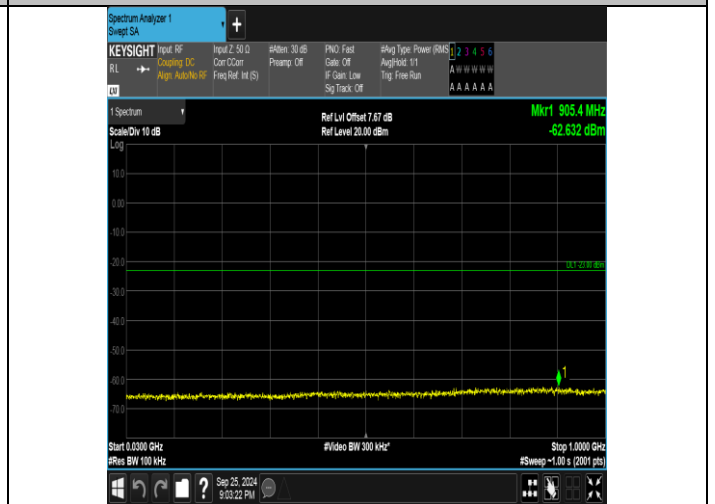 Spectrum Analyzer 1
Swept SA
+
KEYSIGHT
RL
LXI
Input: RF
Coupling: DC
Align: Auto/No RF
Input Z: 50 Ω
Corr CCorr
Freq Ref: Int (S)
#Atten: 30 dB
Preamp: Off
PNO: Fast
Gate: Off
IF Gain: Low
Sig Track: Off
#Avg Type: Power (RMS
Avg|Hold: 1/1
Trig: Free Run
1 2 3 4 5 6
A W W W W W
A A A A A A
1 Spectrum
Scale/Div 10 dB
Log
Ref Lvl Offset 7.67 dB
Ref Level 20.00 dBm
Mkr1 905.4 MHz
-62.632 dBm
10.0
0.00
-10.0
-20.0
DL1 -23.00 dBm
-30.0
-40.0
-50.0
-60.0
1
-70.0
Start 0.0300 GHz
#Res BW 100 kHz
#Video BW 300 kHz*
Stop 1.0000 GHz
#Sweep ~1.00 s (2001 pts)
?
Sep 25, 2024
9:03:22 PM